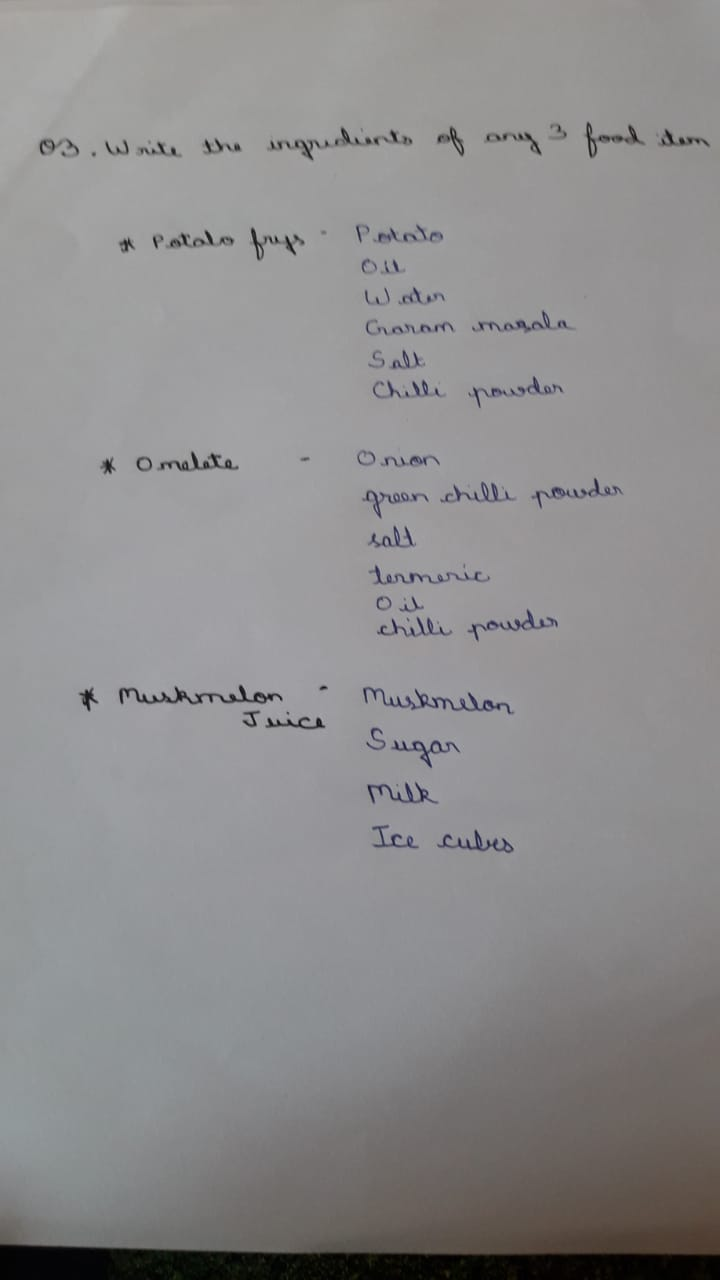 Q3. Write the ingredients of any 3 food item
* Potato frys - Potato
Oil
Water
Garam masala
Salt
Chilli powder
* Omelete - Onion
green chilli powder
salt
termeric
Oil
chilli powder
* Muskmelon - Muskmelon
Juice
Sugar
Milk
Ice cubes